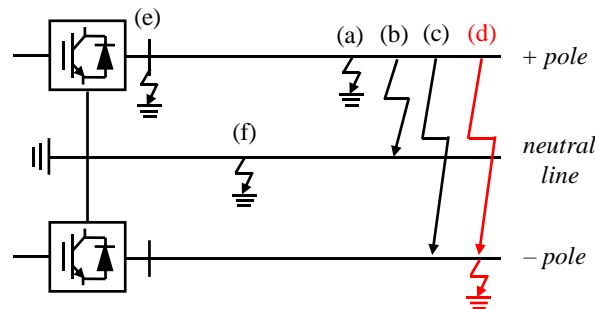 (e)
(a) (b) (c) (d)
+ pole
(f)
neutral
line
– pole